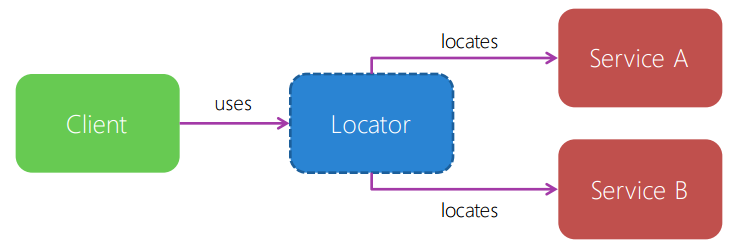 locates
Service A
Client
uses
Locator
Service B
locates